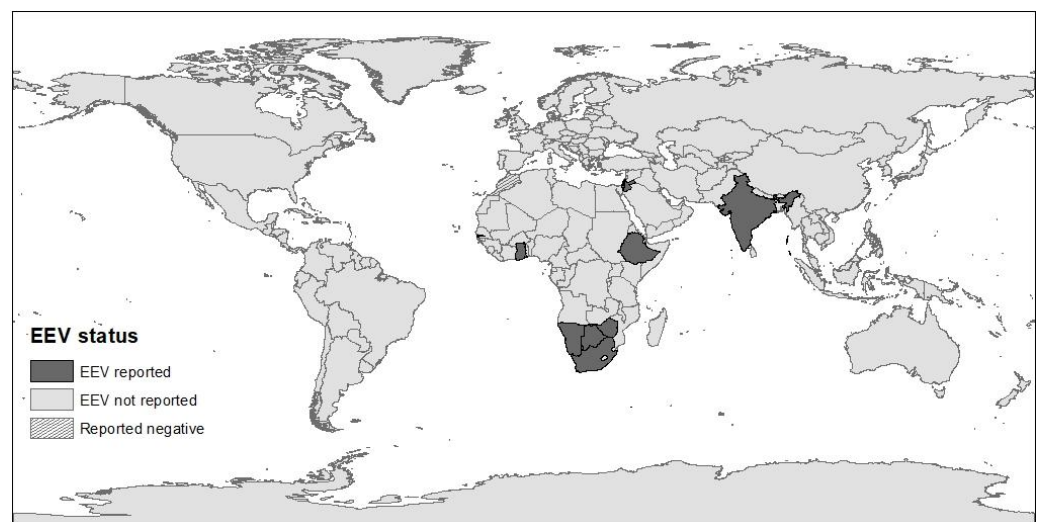 EEV status
EEV reported
EEV not reported
Reported negative